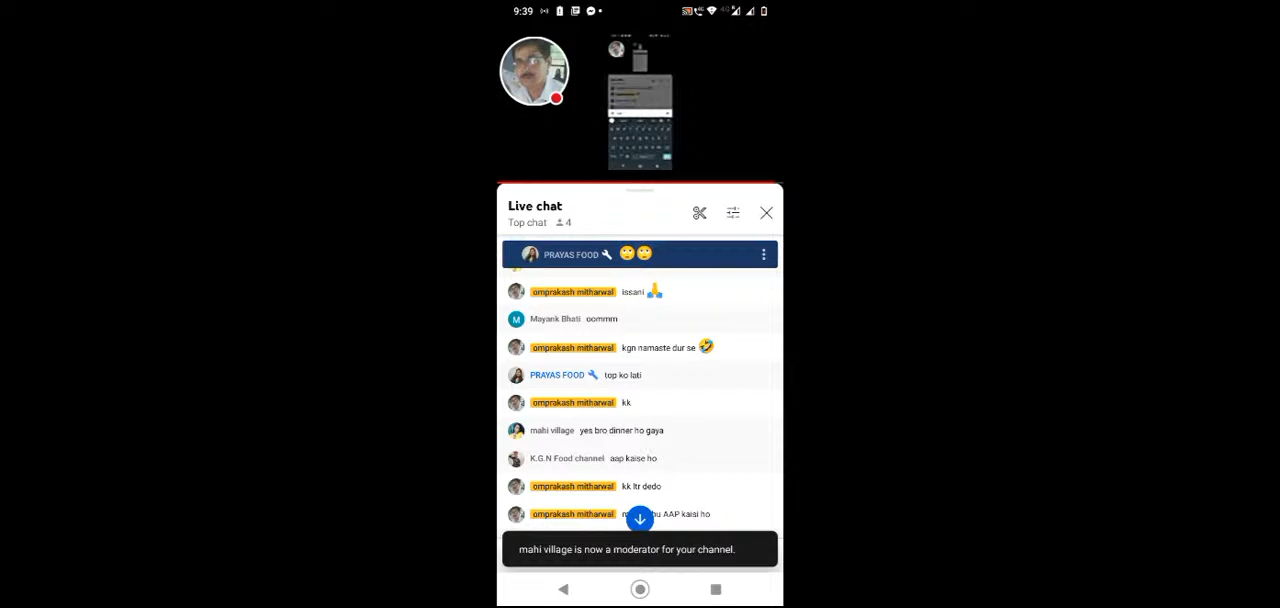 9:39
Live chat
Top chat 4
PRAYAS FOOD
omprakash mitharwal issani
M Mayank Bhati oommm
omprakash mitharwal kgn namaste dur se
PRAYAS FOOD top ko lati
omprakash mitharwal kk
mahi village yes bro dinner ho gaya
K.G.N Food channel aap kaise ho
omprakash mitharwal kk ltr dedo
omprakash mitharwal AAP kaisi ho
mahi village is now a moderator for your channel.